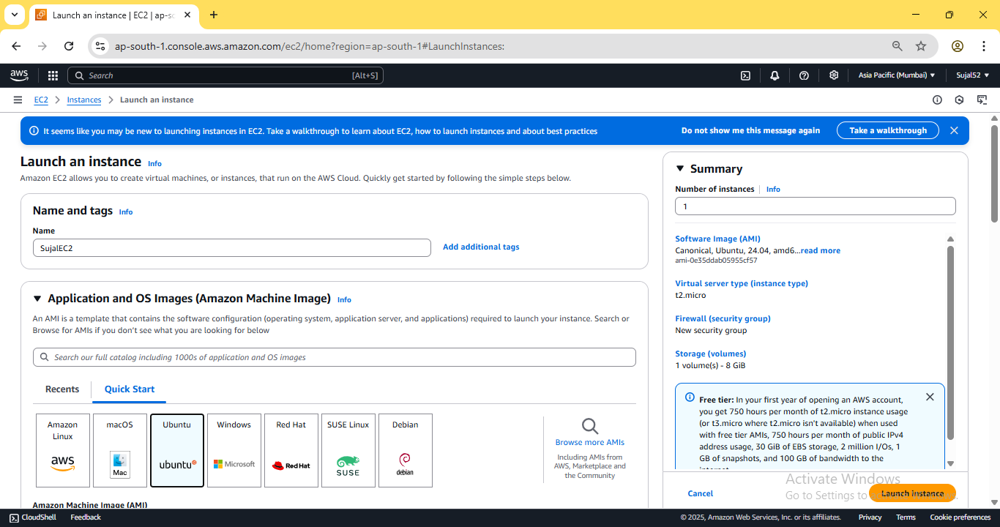 Launch an instance | EC2 | ap-sc
ap-south-1.console.aws.amazon.com/ec2/home?region=ap-south-1#LaunchInstances:
aws
Search
[Alt+S]
Asia Pacific (Mumbai)
Sujal52
EC2
Instances
Launch an instance
It seems like you may be new to launching instances in EC2. Take a walkthrough to learn about EC2, how to launch instances and about best practices
Do not show me this message again
Take a walkthrough
Launch an instance Info
Amazon EC2 allows you to create virtual machines, or instances, that run on the AWS Cloud. Quickly get started by following the simple steps below.
Name and tags Info
Name
SujalEC2
Add additional tags
Application and OS Images (Amazon Machine Image) Info
An AMI is a template that contains the software configuration (operating system, application server, and applications) required to launch your instance. Search or
Browse for AMIs if you don't see what you are looking for below
Search our full catalog including 1000s of application and OS images
Recents
Quick Start
Amazon
Linux
aws
macOS
Mac
Ubuntu
ubuntu
Windows
Microsoft
Red Hat
Red Hat
SUSE Linux
SUSE
Debian
debian
Browse more AMIs
Including AMIs from
AWS, Marketplace and
the Community
Amazon Machine Image (AMI)
Summary
Number of instances
Info
1
Software Image (AMI)
Canonical, Ubuntu, 24.04, amd6...read more
ami-0e35ddab05955cf57
Virtual server type (instance type)
t2.micro
Firewall (security group)
New security group
Storage (volumes)
1 volume(s) - 8 GiB
Free tier: In your first year of opening an AWS account,
you get 750 hours per month of t2.micro instance usage
(or t3.micro where t2.micro isn't available) when used
with free tier AMIs, 750 hours per month of public IPv4
address usage, 30 GiB of EBS storage, 2 million I/Os, 1
GB of snapshots, and 100 GB of bandwidth to the
internet.
Cancel
Launch instance
Activate Windows
Go to Settings to
CloudShell
Feedback
© 2025, Amazon Web Services, Inc. or its affiliates.
Privacy
Terms
Cookie preferences